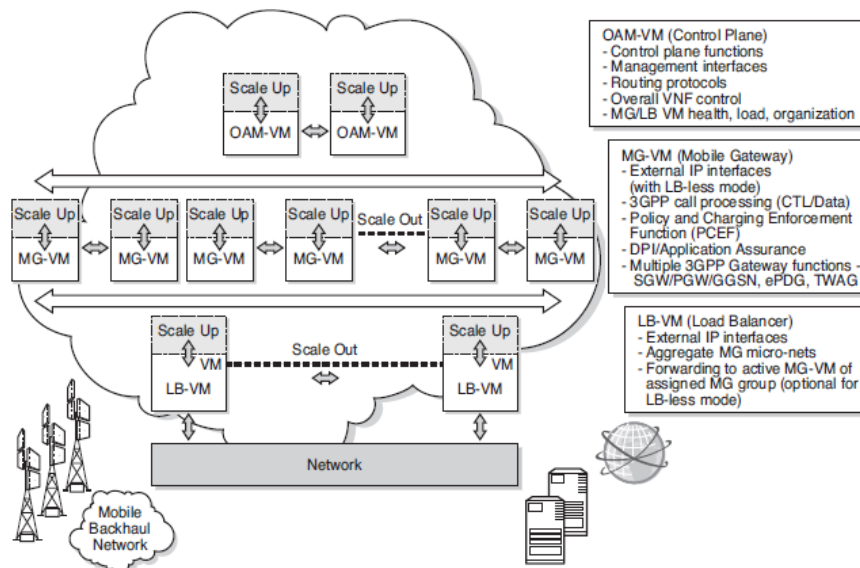 Scale Up
OAM-VM
Scale Up
OAM-VM
Scale Up
MG-VM
Scale Up
MG-VM
Scale Up
MG-VM
Scale Up
MG-VM
Scale Out
Scale Up
MG-VM
Scale Up
MG-VM
Scale Up
VM
LB-VM
Scale Out
Scale Up
VM
LB-VM
Network
Mobile
Backhaul
Network
OAM-VM (Control Plane)
- Control plane functions
- Management interfaces
- Routing protocols
- Overall VNF control
- MG/LB VM health, load, organization
MG-VM (Mobile Gateway)
- External IP interfaces
(with LB-less mode)
- 3GPP call processing (CTL/Data)
- Policy and Charging Enforcement
Function (PCEF)
- DPI/Application Assurance
- Multiple 3GPP Gateway functions -
SGW/PGW/GGSN, ePDG, TWAG
LB-VM (Load Balancer)
- External IP interfaces
- Aggregate MG micro-nets
- Forwarding to active MG-VM of
assigned MG group (optional for
LB-less mode)